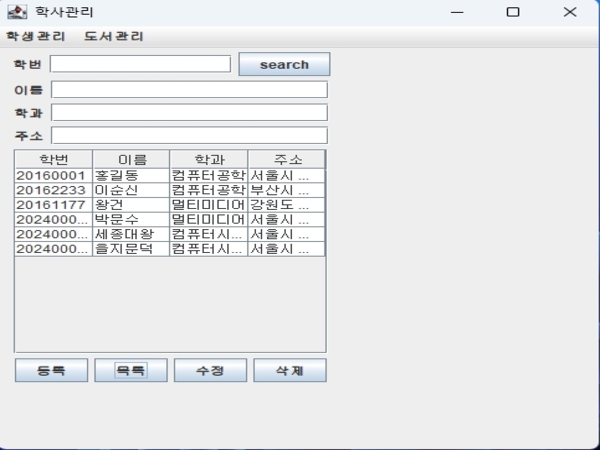 학사관리
학생관리 도서관리
학번 search
이름
학과
주소
학번 이름 학과 주소
20160001 홍길동 컴퓨터공학 서울시 ...
20162233 이순신 컴퓨터공학 부산시 ...
20161177 왕건 멀티미디어 강원도 ...
2024000... 박문수 멀티미디어 서울시 ...
2024000... 세종대왕 컴퓨터시... 서울시 ...
2024000... 을지문덕 컴퓨터시... 서울시 ...
등록 목록 수정 삭제